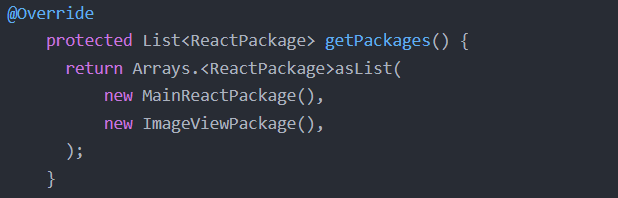 @Override
protected List<ReactPackage> getPackages() {
return Arrays.<ReactPackage>asList(
new MainReactPackage(),
new ImageViewPackage(),
);
}